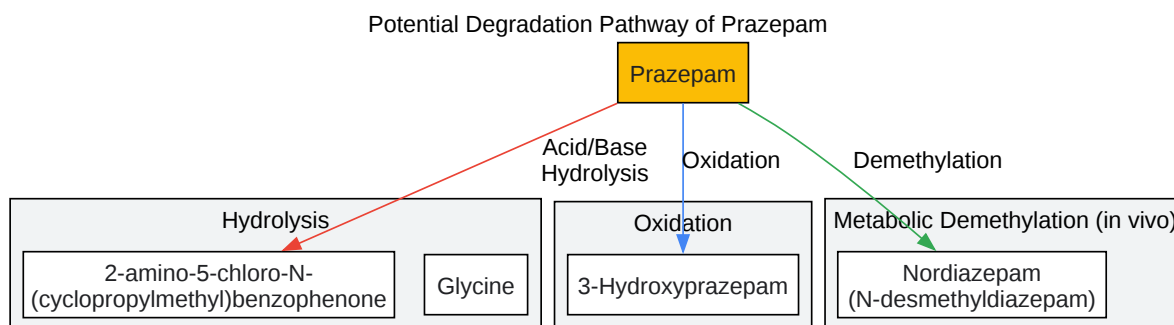 Potential Degradation Pathway of Prazepam
Prazepam
Acid/Base
Hydrolysis
Oxidation
Demethylation
Hydrolysis
2-amino-5-chloro-N-
(cyclopropylmethyl)benzophenone
Glycine
Oxidation
3-Hydroxyprazepam
Metabolic Demethylation (in vivo)
Nordiazepam
(N-desmethyldiazepam)